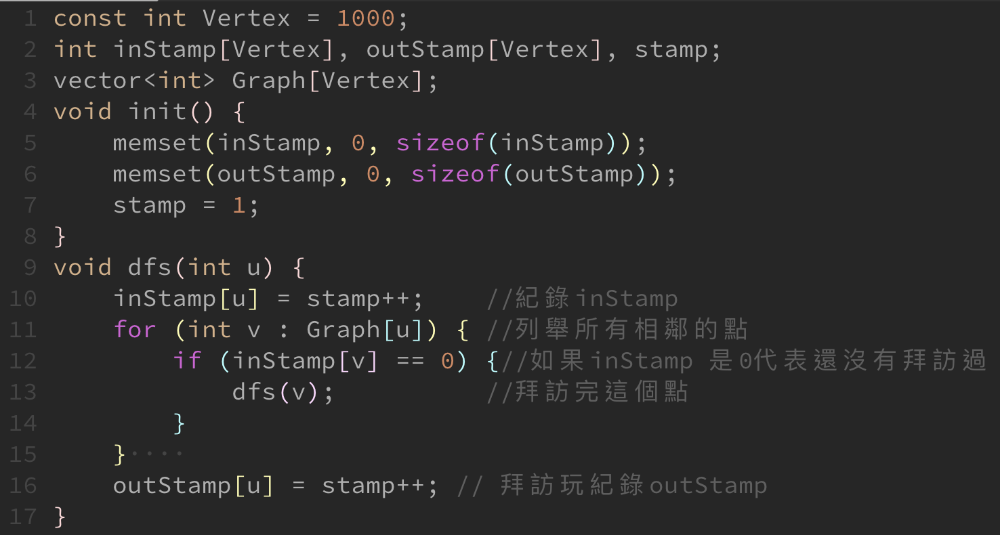 1 const int Vertex = 1000;
2 int inStamp[Vertex], outStamp[Vertex], stamp;
3 vector<int> Graph[Vertex];
4 void init() {
5     memset(inStamp, 0, sizeof(inStamp));
6     memset(outStamp, 0, sizeof(outStamp));
7     stamp = 1;
8 }
9 void dfs(int u) {
10     inStamp[u] = stamp++;    //紀錄inStamp
11     for (int v : Graph[u]) { //列舉所有相鄰的點
12         if (inStamp[v] == 0) {//如果inStamp 是0代表還沒有拜訪過
13             dfs(v);          //拜訪完這個點
14         }
15     }····
16     outStamp[u] = stamp++; // 拜訪玩紀錄outStamp
17 }